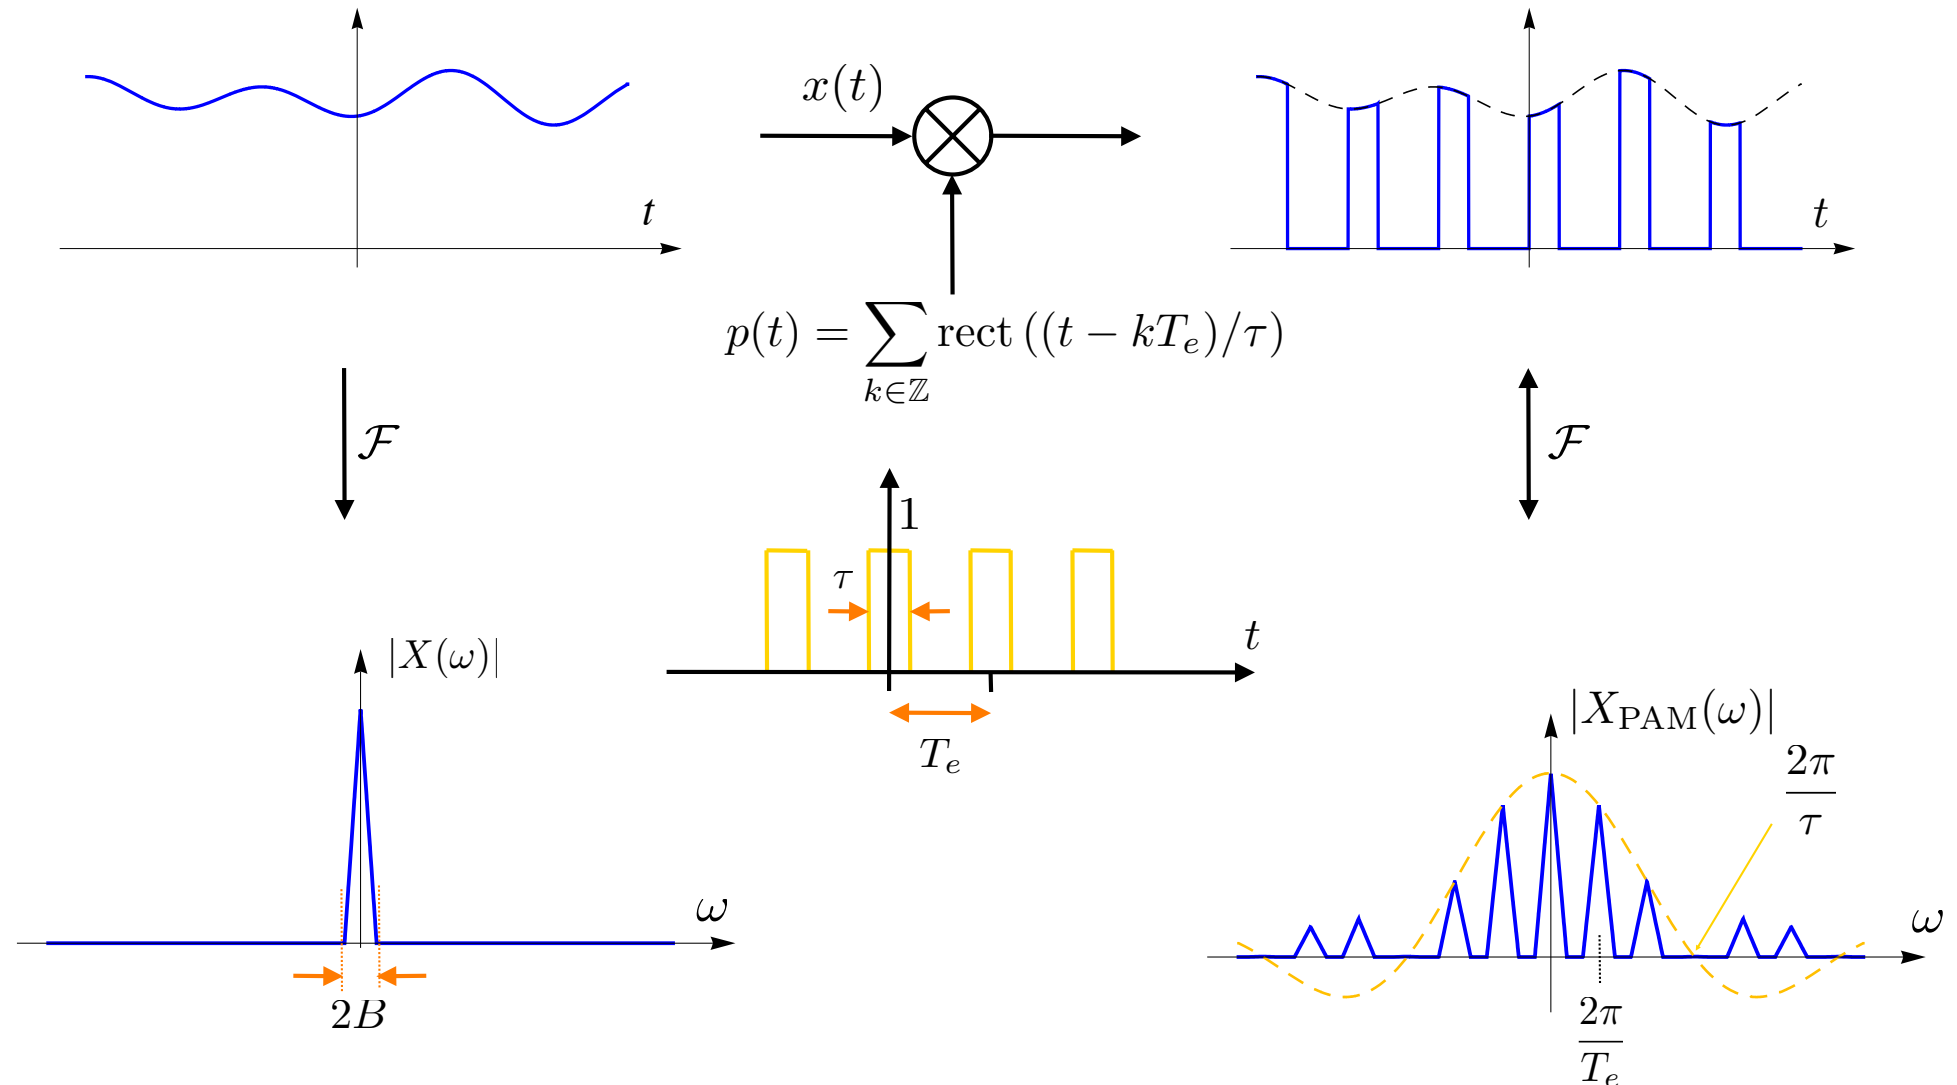 x(t)
t
t
p(t) = ∑_{k∈ℤ} rect ((t − kT_e)/τ)
ℱ
ℱ
1
τ
t
T_e
|X(ω)|
ω
2B
|X_PAM(ω)|
2π/τ
ω
2π/T_e